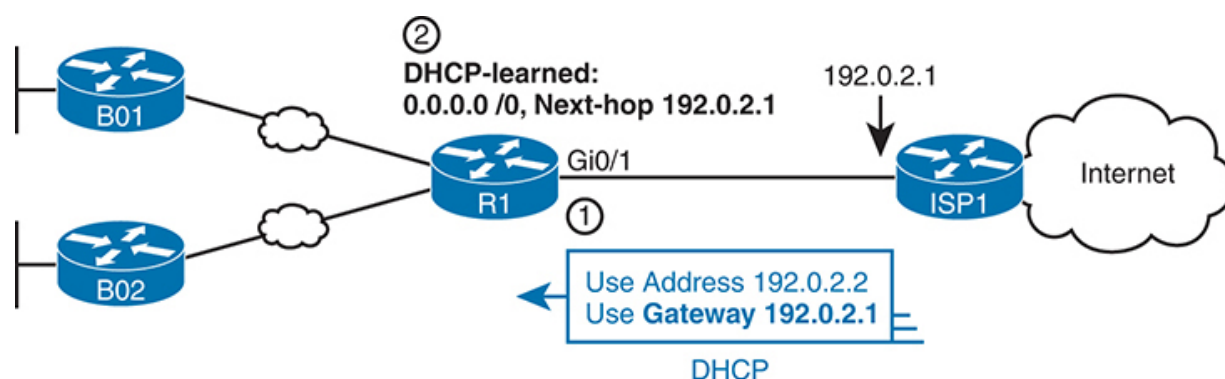 ②
DHCP-learned:
0.0.0.0 /0, Next-hop 192.0.2.1
192.0.2.1
B01
Gi0/1
R1
ISP1
Internet
①
B02
Use Address 192.0.2.2
Use Gateway 192.0.2.1
DHCP